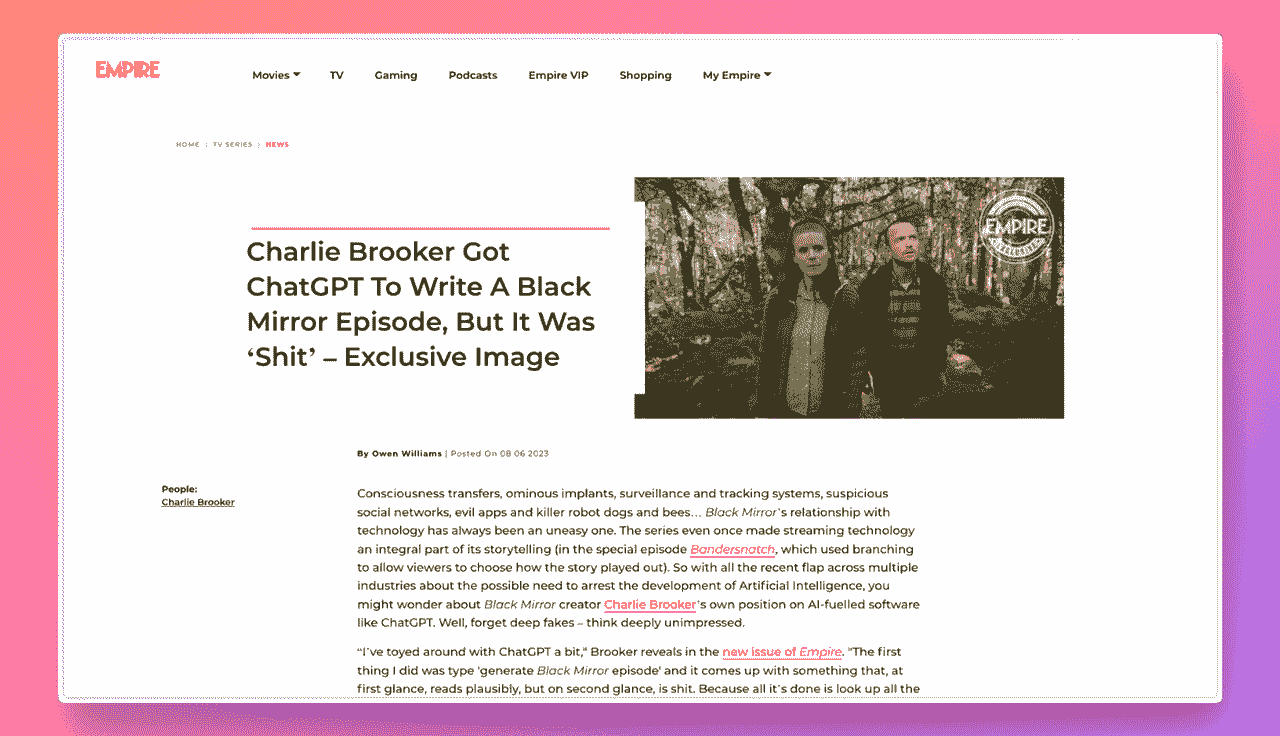 EMPIRE
Movies TV Gaming Podcasts Empire VIP Shopping My Empire
HOME TV SERIES NEWS
Charlie Brooker Got
ChatGPT To Write A Black
Mirror Episode, But It Was
‘Shit’ – Exclusive Image
EMPIRE
EXCLUSIVE
By Owen Williams | Posted On 08 06 2023
People:
Charlie Brooker
Consciousness transfers, ominous implants, surveillance and tracking systems, suspicious
social networks, evil apps and killer robot dogs and bees… Black Mirror's relationship with
technology has always been an uneasy one. The series even once made streaming technology
an integral part of its storytelling (in the special episode Bandersnatch, which used branching
to allow viewers to choose how the story played out). So with all the recent flap across multiple
industries about the possible need to arrest the development of Artificial Intelligence, you
might wonder about Black Mirror creator Charlie Brooker's own position on AI-fuelled software
like ChatGPT. Well, forget deep fakes – think deeply unimpressed.
“I've toyed around with ChatGPT a bit," Brooker reveals in the new issue of Empire. "The first
thing I did was type 'generate Black Mirror episode' and it comes up with something that, at
first glance, reads plausibly, but on second glance, is shit. Because all it's done is look up all the